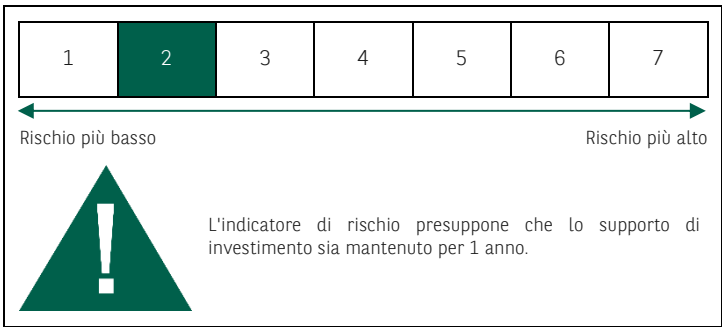 1 2 3 4 5 6 7
Rischio più basso Rischio più alto
!
L'indicatore di rischio presuppone che lo supporto di
investimento sia mantenuto per 1 anno.